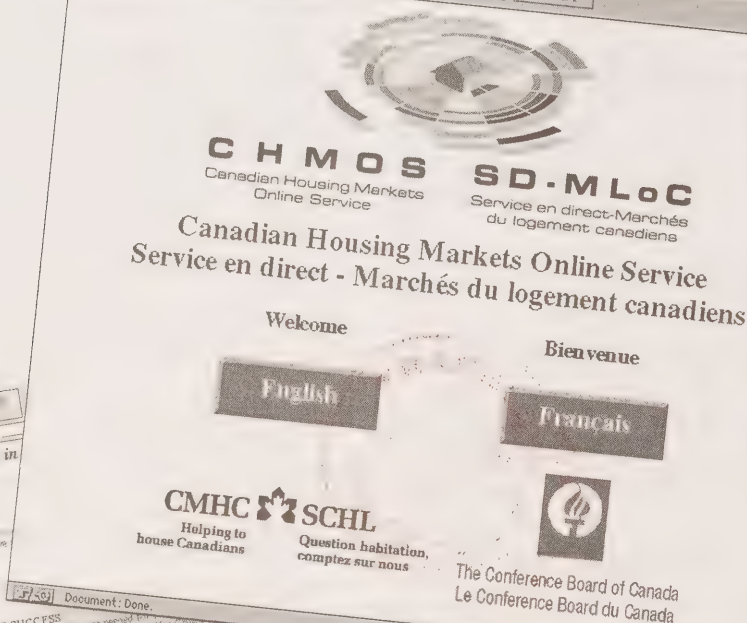 CHMOS
Canadian Housing Markets
Online Service
SD-MLoC
Service en direct-Marchés
du logement canadiens
Canadian Housing Markets Online Service
Service en direct - Marchés du logement canadiens
Welcome
Bienvenue
English
Français
CMHC SCHL
Helping to
house Canadians
Question habitation,
comptez sur nous
The Conference Board of Canada
Le Conference Board du Canada
in
Document: Done.